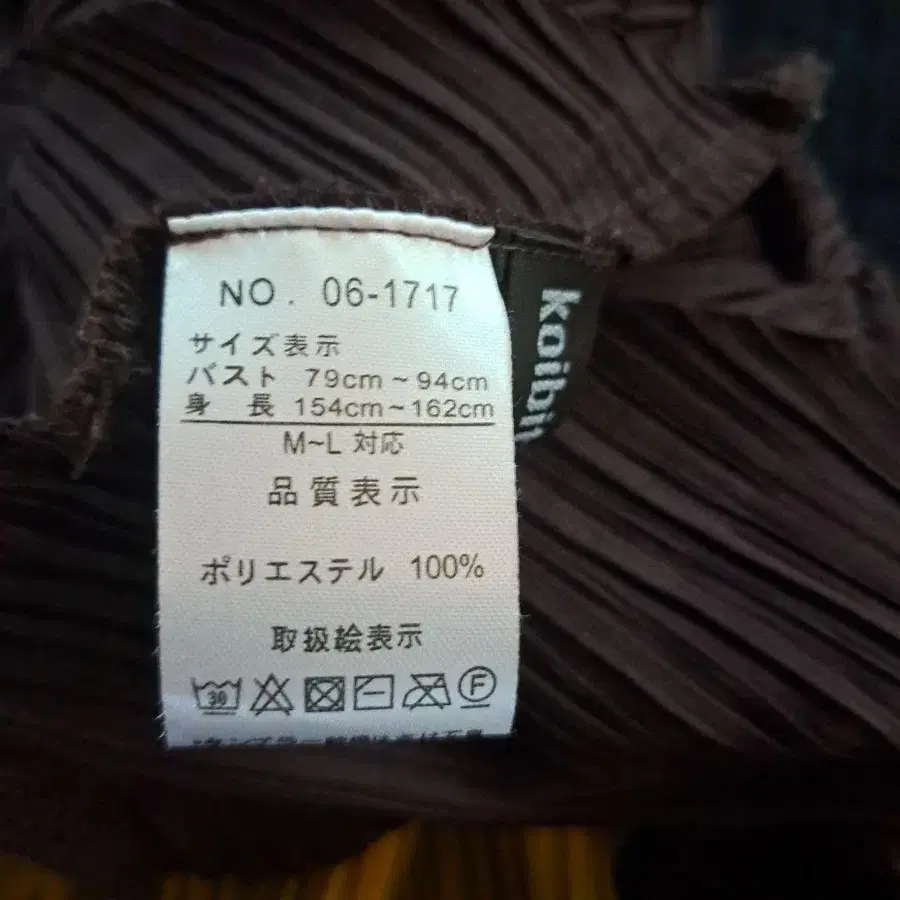 NO. 06-1717
サイズ表示
バスト 79cm~94cm
身 長 154cm~162cm
M~L 対応
品質表示
ポリエステル 100%
取扱絵表示
30
F